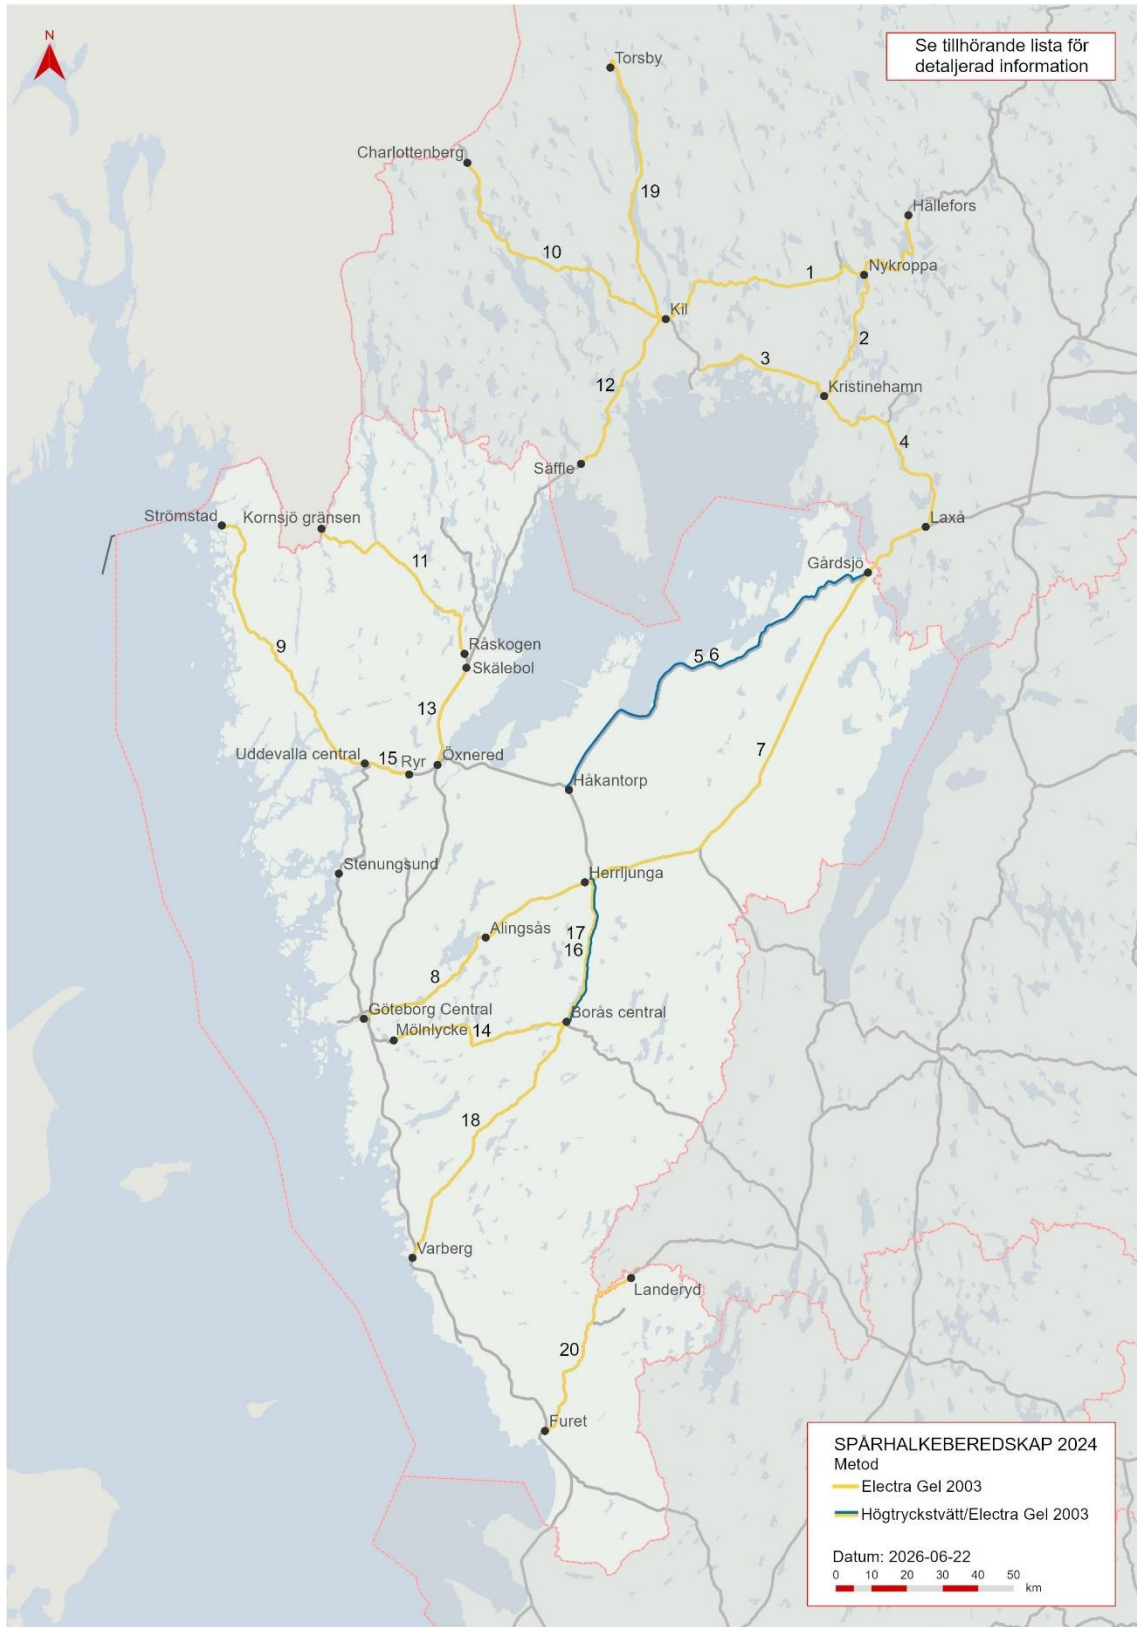 N
Se tillhörande lista för
detaljerad information
Torsby
Charlottenberg
19
Hällefors
10
1
Nykroppa
Kil
2
3
12
Kristinehamn
4
Säffle
Strömstad
Kornsjö gränsen
Laxå
11
Gårdsjö
9
Råskogen
5 6
Skälebol
13
7
Uddevalla central
15
Ryr
Öxnered
Håkantorp
Stenungsund
Herrljunga
Alingsås
17
16
8
Göteborg Central
Borås central
Mölnlycke
14
18
Varberg
Landeryd
20
Furet
SPÅRHALKEBEREDSKAP 2024
Metod
Electra Gel 2003
Högtryckstvätt/Electra Gel 2003
Datum: 2026-06-22
0 10 20 30 40 50
km